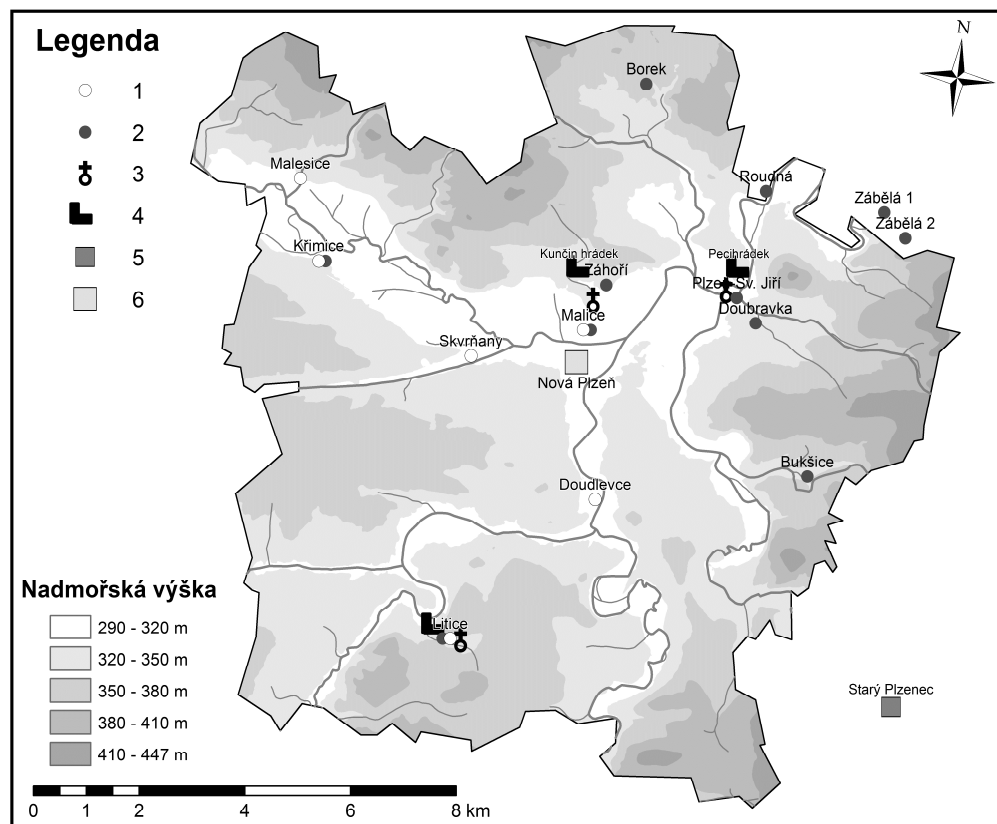 Legenda
1
2
3
4
5
6
N
Borek
Malesice
Roudná
Zábělá 1
Zábělá 2
Křimice
Kunčin hrádek
Záhoří
Pecihrádek
Plzeň Sv. Jiří
Doubravka
Malice
Skvrňany
Nová Plzeň
Bukšice
Doudlevce
Litice
Starý Plzenec
Nadmořská výška
290 - 320 m
320 - 350 m
350 - 380 m
380 - 410 m
410 - 447 m
0 1 2 4 6 8 km